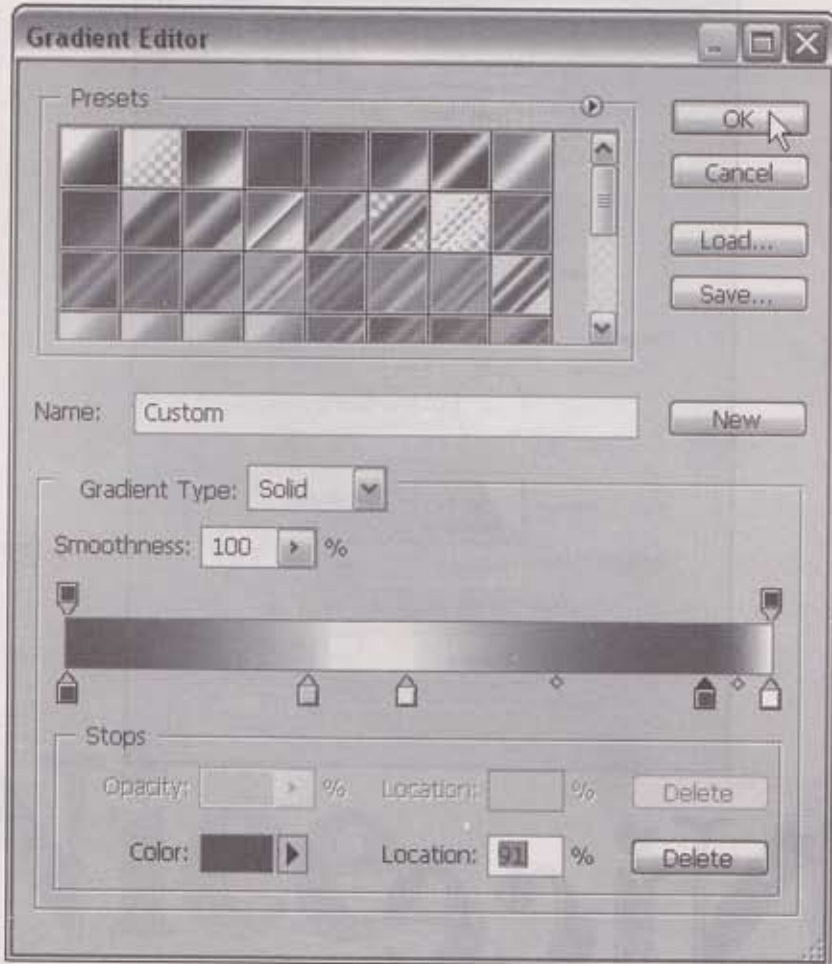 Gradient Editor
Presets
OK
Cancel
Load...
Save...
Name: Custom
New
Gradient Type: Solid
Smoothness: 100 %
Stops
Opacity: % Location: % Delete
Color: Location: 91 % Delete